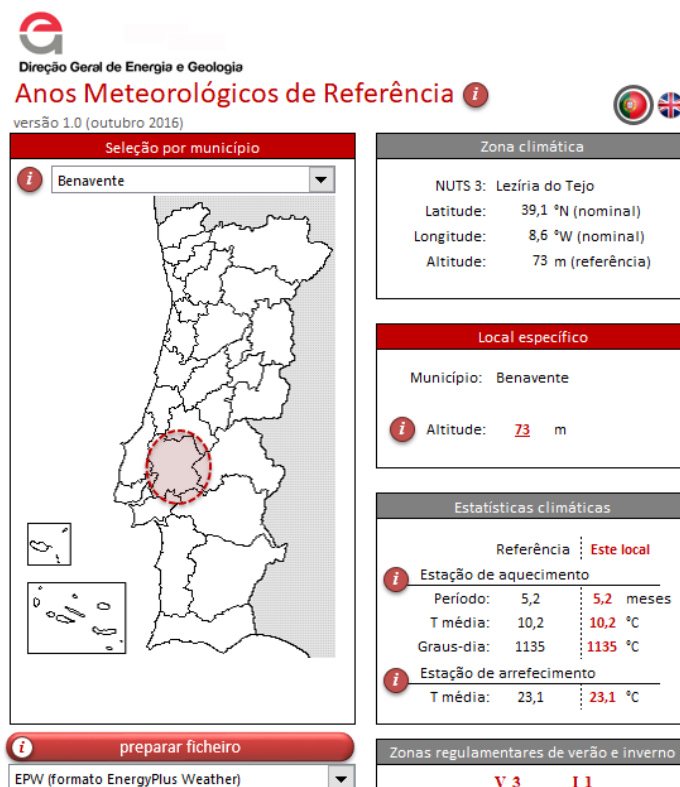 Direção Geral de Energia e Geologia
Anos Meteorológicos de Referência i
versão 1.0 (outubro 2016)
Seleção por município
i Benavente
Zona climática
NUTS 3: Lezíria do Tejo
Latitude: 39,1 °N (nominal)
Longitude: 8,6 °W (nominal)
Altitude: 73 m (referência)
Local específico
Município: Benavente
i Altitude: 73 m
Estatísticas climáticas
Referência Este local
i Estação de aquecimento
Período: 5,2 5,2 meses
T média: 10,2 10,2 °C
Graus-dia: 1135 1135 °C
i Estação de arrefecimento
T média: 23,1 23,1 °C
i preparar ficheiro
EPW (formato EnergyPlus Weather)
Zonas regulamentares de verão e inverno
V 3 I 1